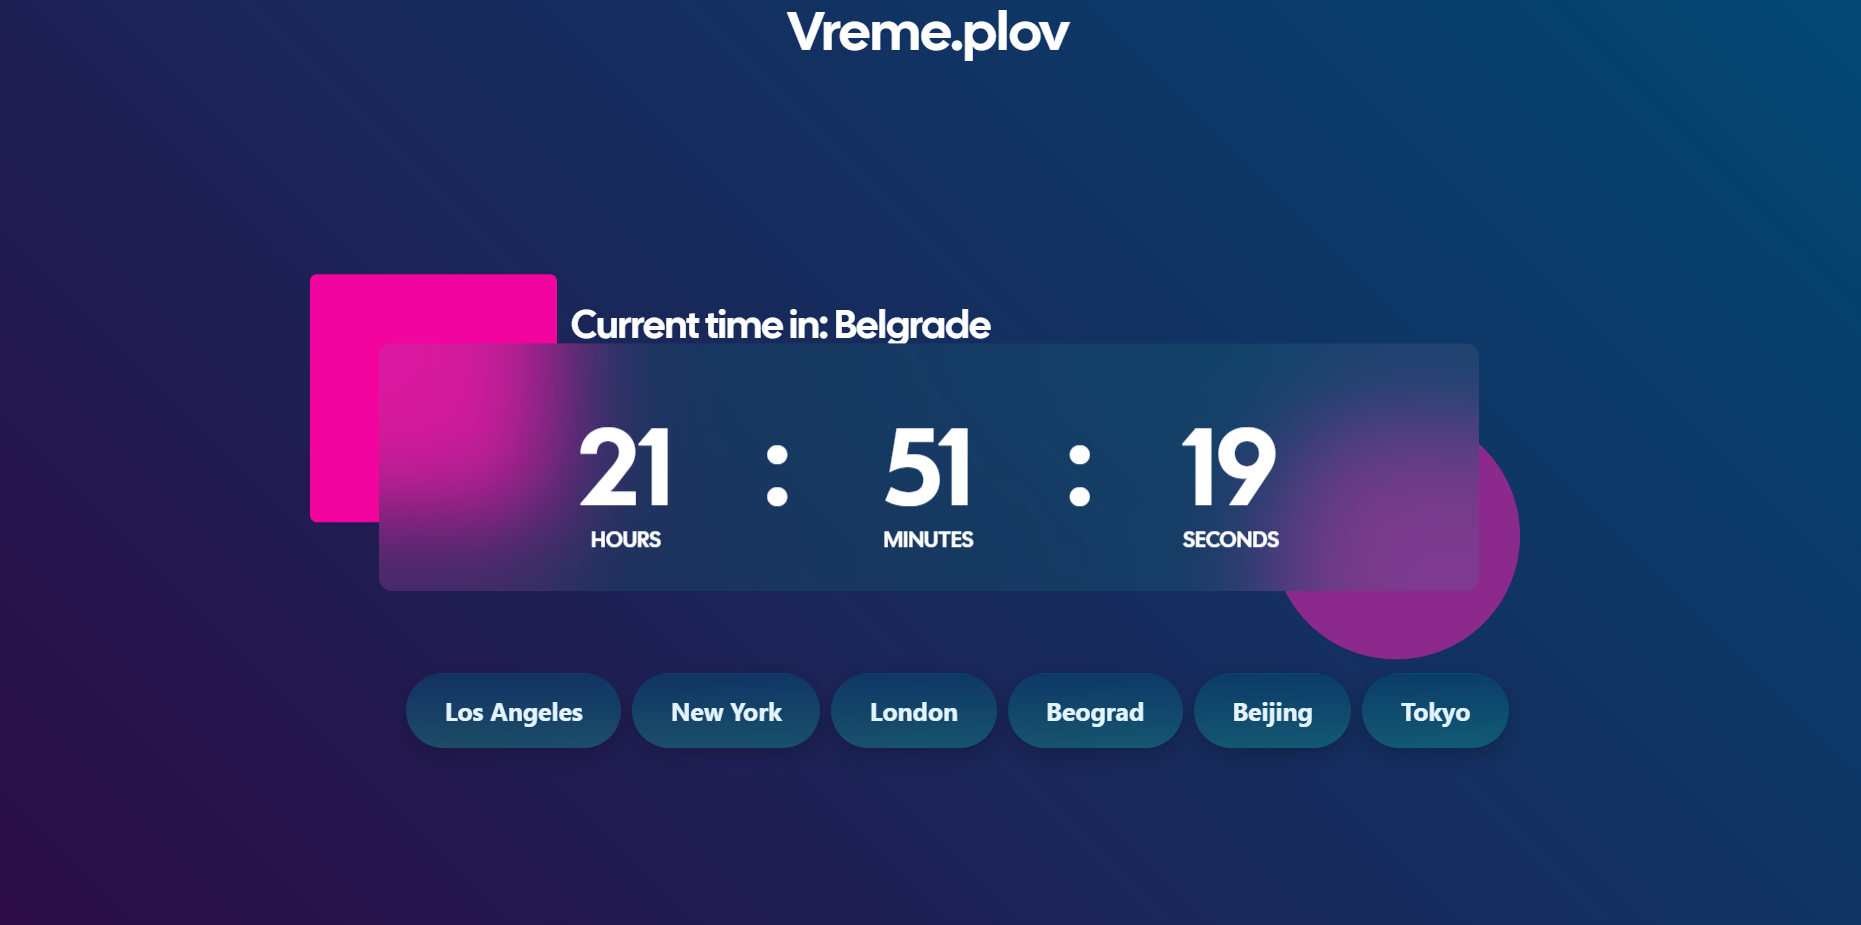 Vreme.plov
Current time in: Belgrade
21 : 51 : 19
HOURS MINUTES SECONDS
Los Angeles New York London Beograd Beijing Tokyo